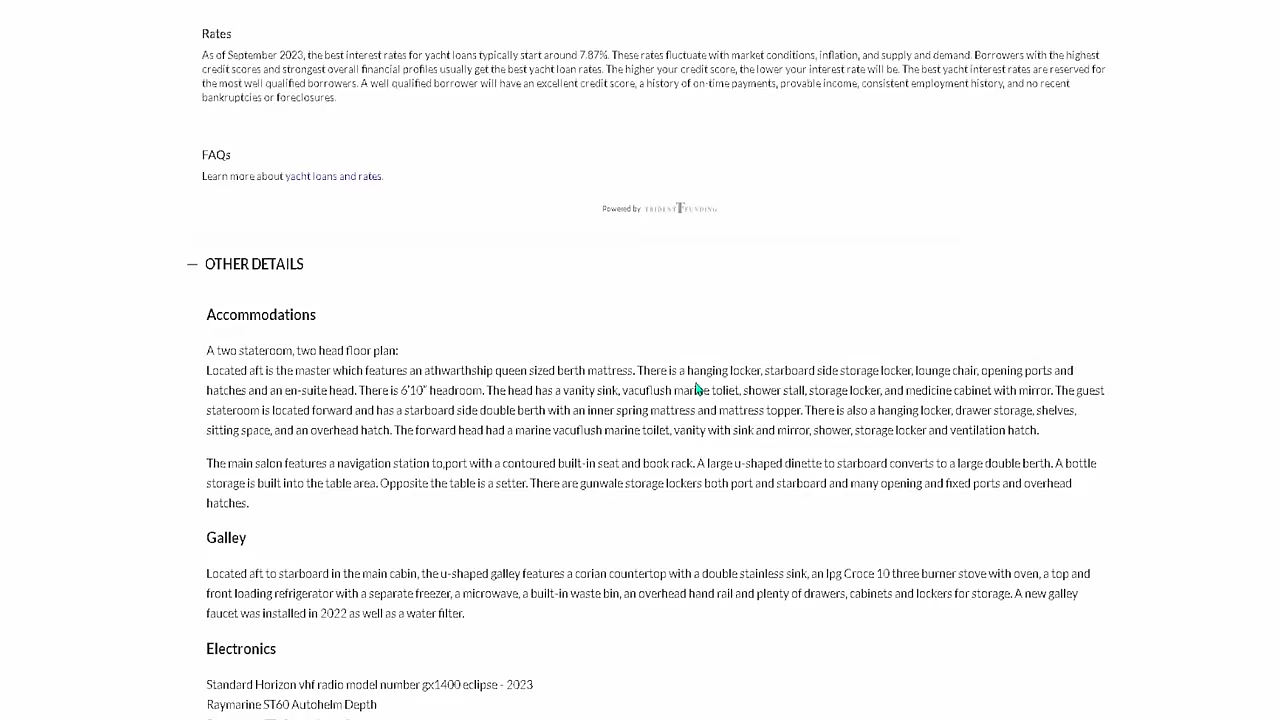 Rates
As of September 2023, the best interest rates for yacht loans typically start around 7.87%. These rates fluctuate with market conditions, inflation, and supply and demand. Borrowers with the highest
credit scores and strongest overall financial profiles usually get the best yacht loan rates. The higher your credit score, the lower your interest rate will be. The best yacht interest rates are reserved for
the most well qualified borrowers. A well qualified borrower will have an excellent credit score, a history of on-time payments, provable income, consistent employment history, and no recent
bankruptcies or foreclosures.
FAQs
Learn more about yacht loans and rates.
Powered by TRIDENT FUNDING
— OTHER DETAILS
Accommodations
A two stateroom, two head floor plan:
Located aft is the master which features an athwarthship queen sized berth mattress. There is a hanging locker, starboard side storage locker, lounge chair, opening ports and
hatches and an en-suite head. There is 6'10" headroom. The head has a vanity sink, vacuflush marine toliet, shower stall, storage locker, and medicine cabinet with mirror. The guest
stateroom is located forward and has a starboard side double berth with an inner spring mattress and mattress topper. There is also a hanging locker, drawer storage, shelves,
sitting space, and an overhead hatch. The forward head had a marine vacuflush marine toilet, vanity with sink and mirror, shower, storage locker and ventilation hatch.
The main salon features a navigation station to,port with a contoured built-in seat and book rack. A large u-shaped dinette to starboard converts to a large double berth. A bottle
storage is built into the table area. Opposite the table is a setter. There are gunwale storage lockers both port and starboard and many opening and fixed ports and overhead
hatches.
Galley
Located aft to starboard in the main cabin, the u-shaped galley features a corian countertop with a double stainless sink, an lpg Croce 10 three burner stove with oven, a top and
front loading refrigerator with a separate freezer, a microwave, a built-in waste bin, an overhead hand rail and plenty of drawers, cabinets and lockers for storage. A new galley
faucet was installed in 2022 as well as a water filter.
Electronics
Standard Horizon vhf radio model number gx1400 eclipse - 2023
Raymarine ST60 Autohelm Depth